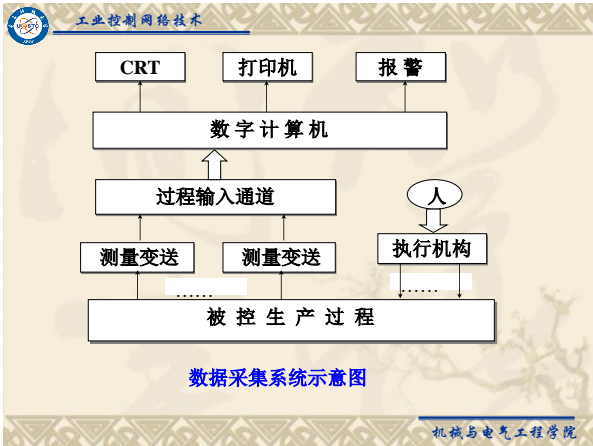 工业控制网络技术
CRT 打印机 报警
数字计算机
过程输入通道
人
测量变送 测量变送 执行机构
…… ……
被控生产过程
数据采集系统示意图
机械与电气工程学院